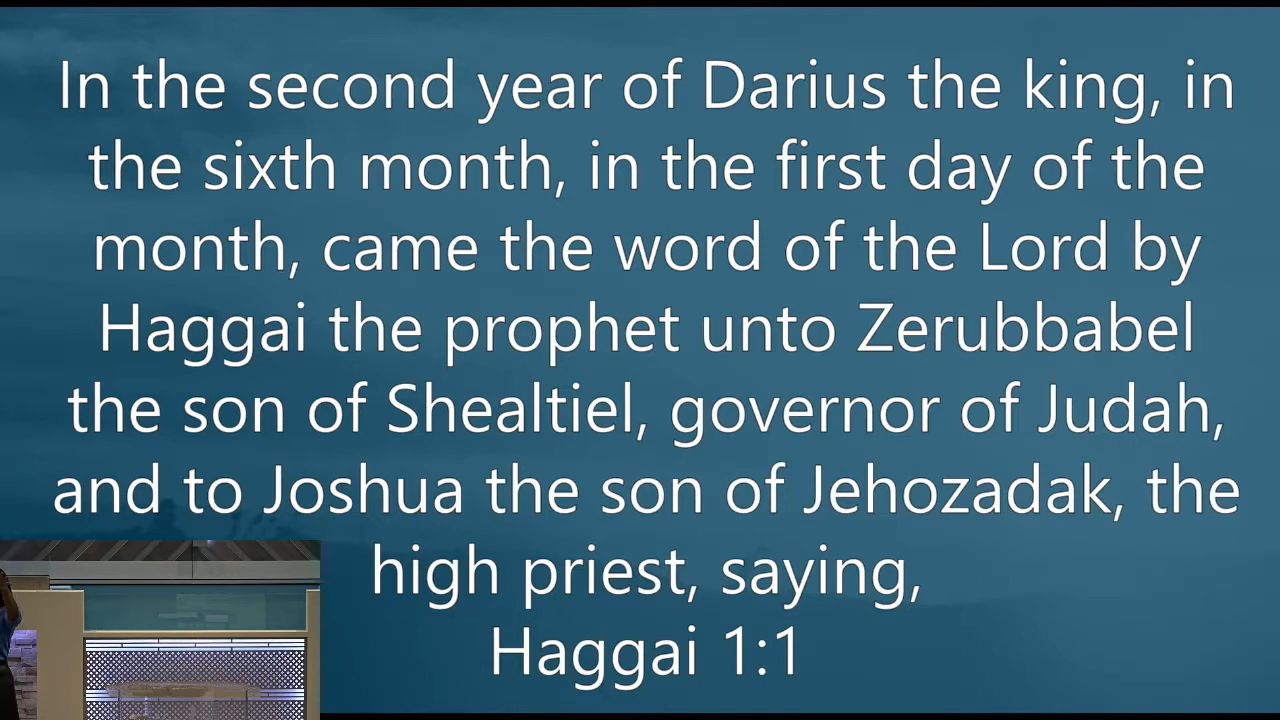 In the second year of Darius the king, in
the sixth month, in the first day of the
month, came the word of the Lord by
Haggai the prophet unto Zerubbabel
the son of Shealtiel, governor of Judah,
and to Joshua the son of Jehozadak, the
high priest, saying,
Haggai 1:1